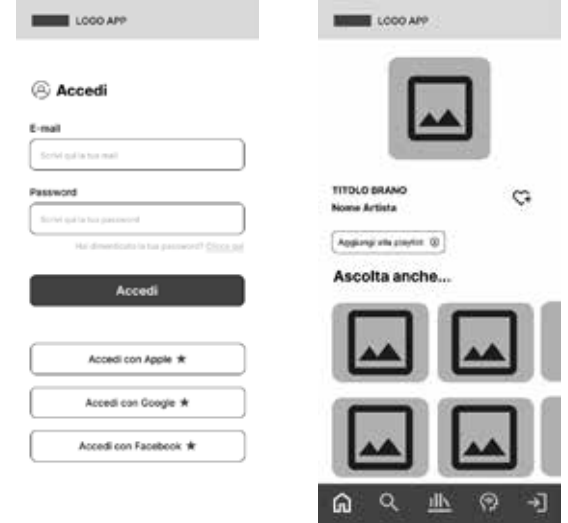 LOGO APP
Accedi
E-mail
Scrivi qui la tua mail
Password
Scrivi qui la tua password
Hai dimenticato la tua password? Clicca qui
Accedi
Accedi con Apple ★
Accedi con Google ★
Accedi con Facebook ★
LOGO APP
TITOLO BRANO
Nome Artista
Aggiungi alla playlist
Ascolta anche...